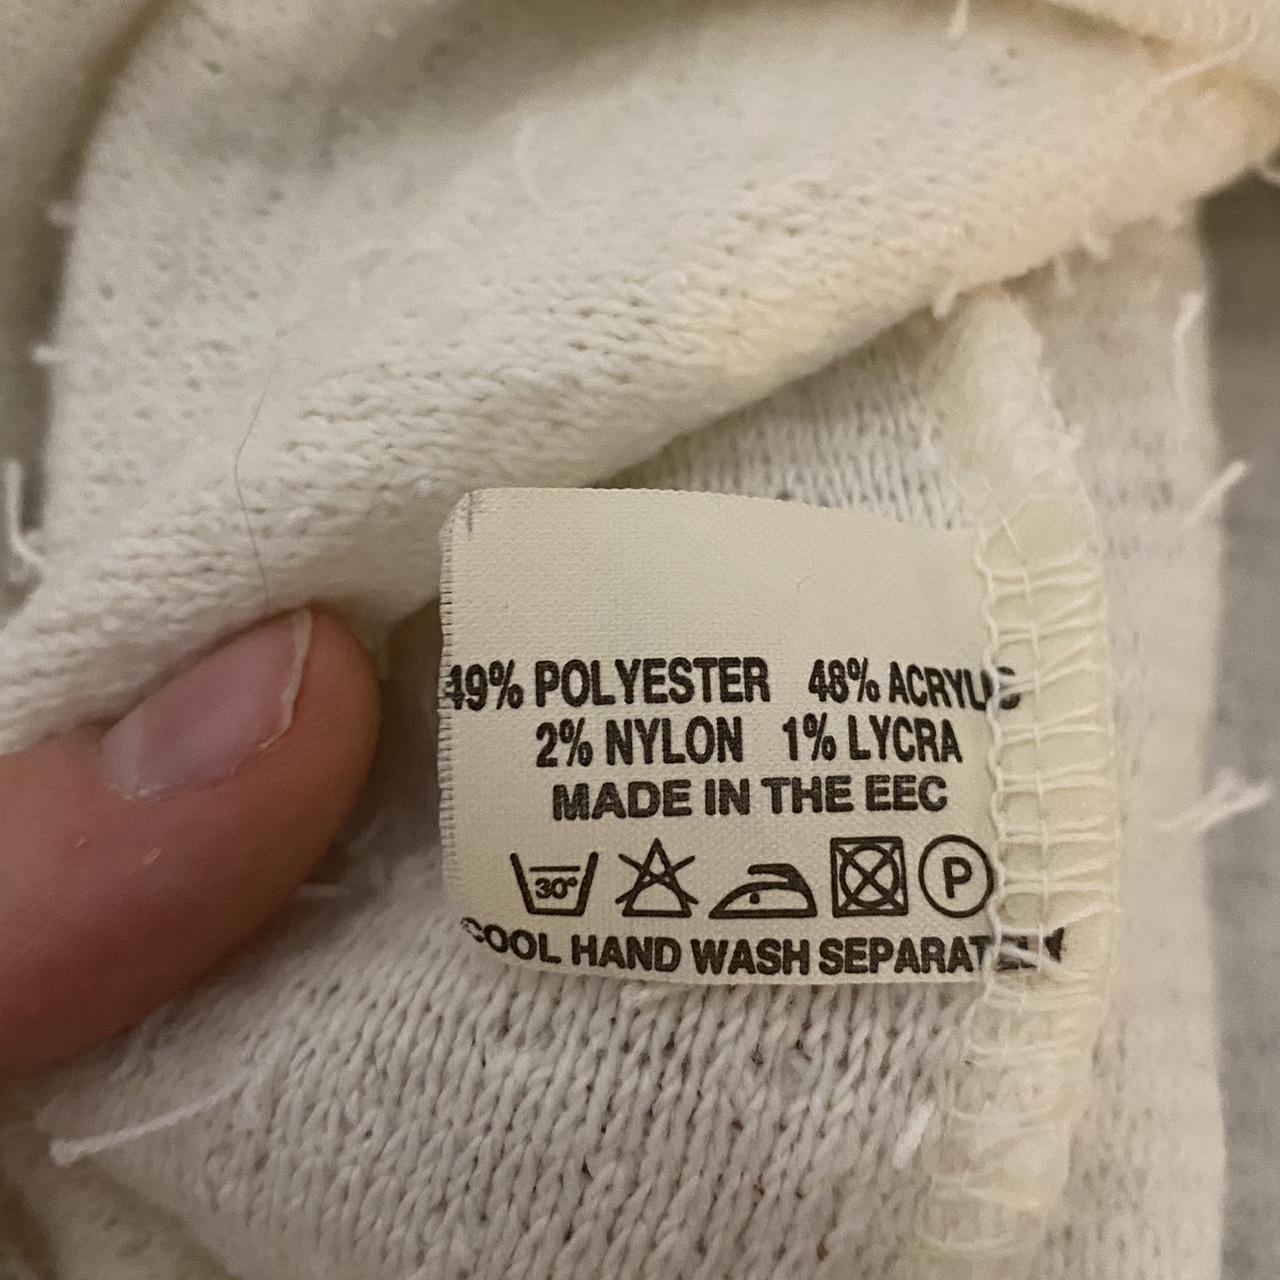 49% POLYESTER 48% ACRYLIC
2% NYLON 1% LYCRA
MADE IN THE EEC
30° P
COOL HAND WASH SEPARATELY